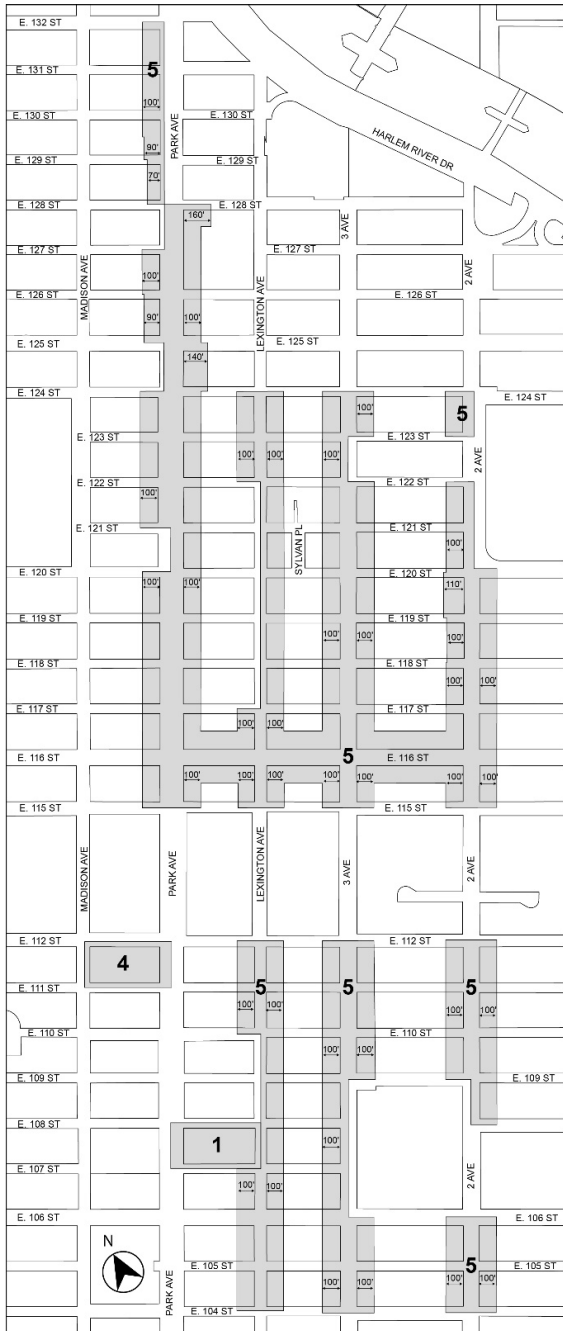 E. 132 ST
5
E. 131 ST
100'
PARK AVE
E. 130 ST
E. 130 ST
HARLEM RIVER DR
90'
E. 129 ST
E. 129 ST
70'
E. 128 ST
E. 128 ST
160'
3 AVE
E. 127 ST
E. 127 ST
MADISON AVE
100'
LEXINGTON AVE
2 AVE
E. 126 ST
E. 126 ST
90'
100'
E. 125 ST
E. 125 ST
140'
E. 124 ST
E. 124 ST
100'
5
E. 123 ST
E. 123 ST
100'
100'
2 AVE
E. 122 ST
E. 122 ST
100'
SYLVAN PL
E. 121 ST
E. 121 ST
100'
E. 120 ST
E. 120 ST
100'
100'
110'
E. 119 ST
E. 119 ST
100'
100'
100'
E. 118 ST
E. 118 ST
100'
100'
E. 117 ST
E. 117 ST
100'
100'
E. 116 ST
5
E. 116 ST
100'
100'
100'
100'
100'
100'
100'
E. 115 ST
E. 115 ST
MADISON AVE
PARK AVE
LEXINGTON AVE
3 AVE
2 AVE
E. 112 ST
E. 112 ST
4
5
5
5
E. 111 ST
100'
100'
100'
100'
E. 110 ST
E. 110 ST
100'
100'
E. 109 ST
E. 109 ST
E. 108 ST
1
100'
E. 107 ST
2 AVE
100'
100'
E. 106 ST
E. 106 ST
N
E. 105 ST
5
E. 105 ST
100'
100'
100'
100'
PARK AVE
E. 104 ST